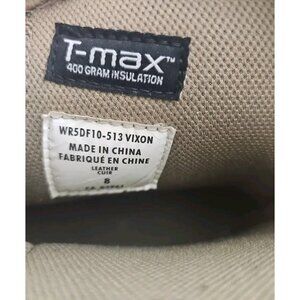 T-max™
400 GRAM INSULATION
WR5DF10-513 VIXON
MADE IN CHINA
FABRIQUÉ EN CHINE
LEATHER
CUIR
8